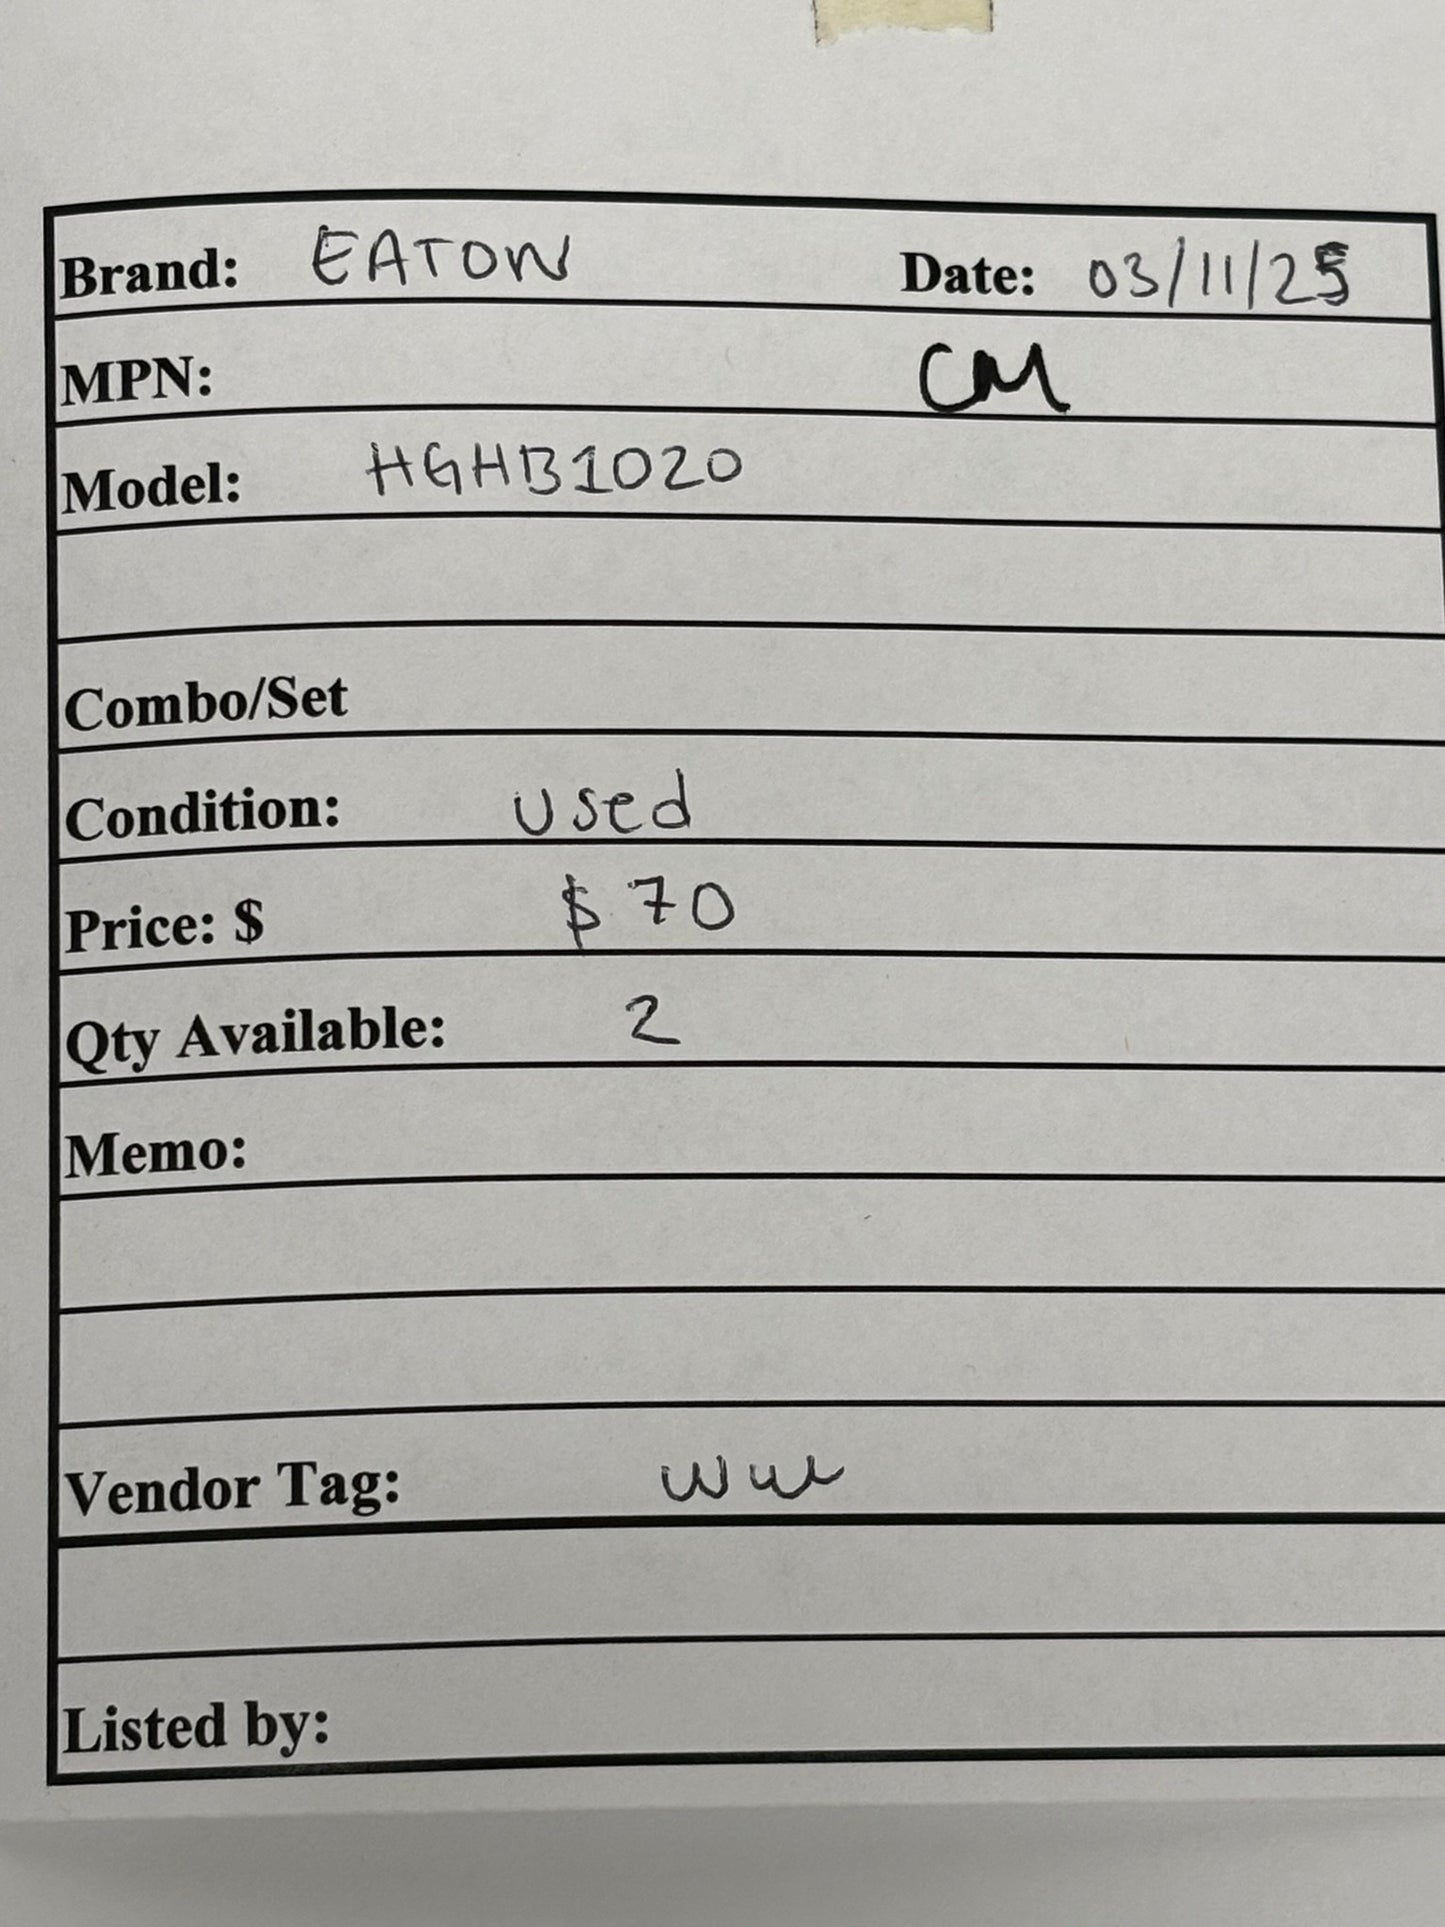 Brand: EATON Date: 03/11/25
MPN: CM
Model: HGHB1020
Combo/Set
Condition: used
Price: $ $70
Qty Available: 2
Memo:
Vendor Tag:
Listed by: